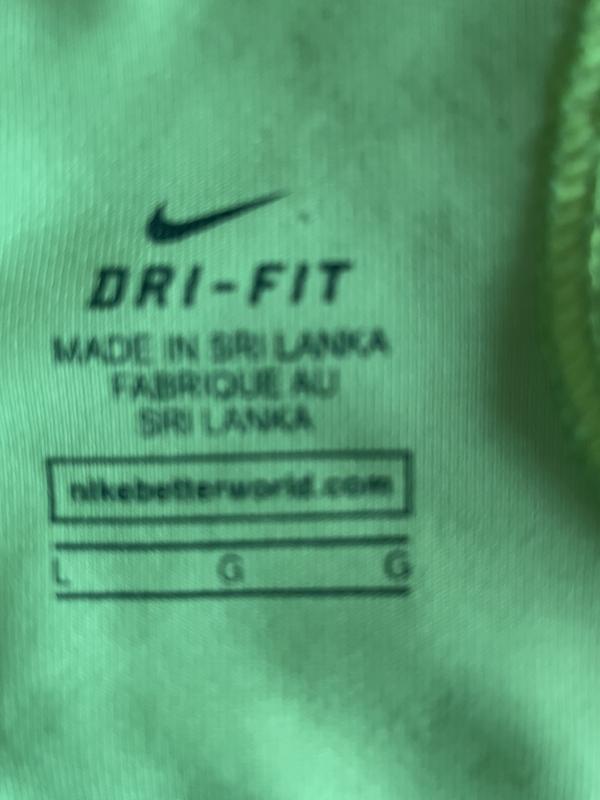 DRI-FIT
MADE IN SRI LANKA
FABRIQUE AU
SRI LANKA
nikebetterworld.com
L G G